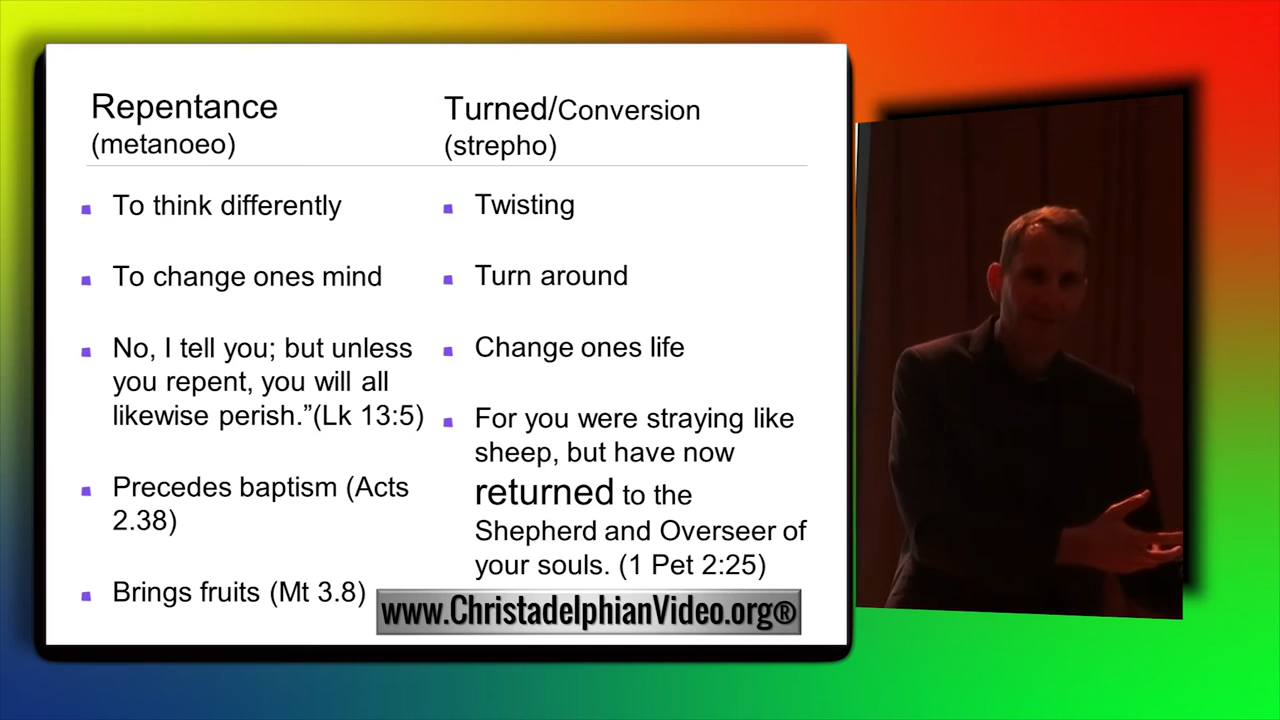 Repentance
(metanoeo)
To think differently
To change ones mind
No, I tell you; but unless
you repent, you will all
likewise perish.”(Lk 13:5)
Precedes baptism (Acts
2.38)
Brings fruits (Mt 3.8)
Turned/Conversion
(strepho)
Twisting
Turn around
Change ones life
For you were straying like
sheep, but have now
returned to the
Shepherd and Overseer of
your souls. (1 Pet 2:25)
www.ChristadelphianVideo.org®